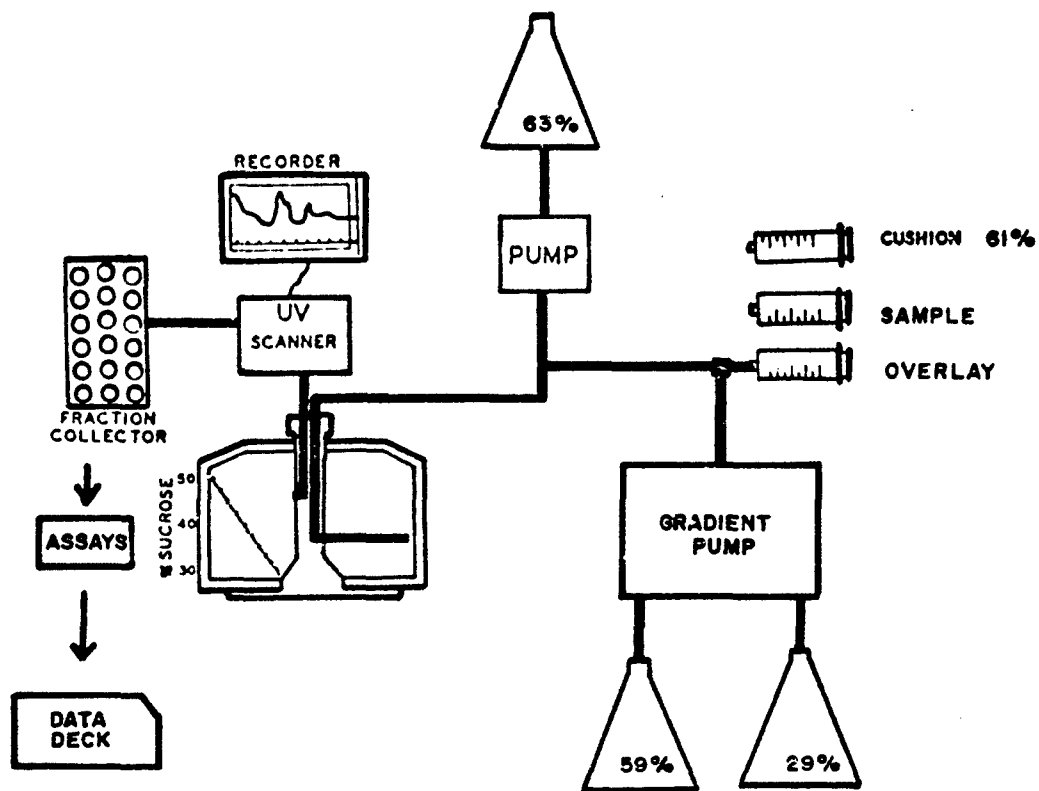 63%
RECORDER
PUMP
CUSHION 61%
UV
SCANNER
SAMPLE
OVERLAY
FRACTION
COLLECTOR
% SUCROSE
50
40
30
ASSAYS
GRADIENT
PUMP
DATA
DECK
59%
29%